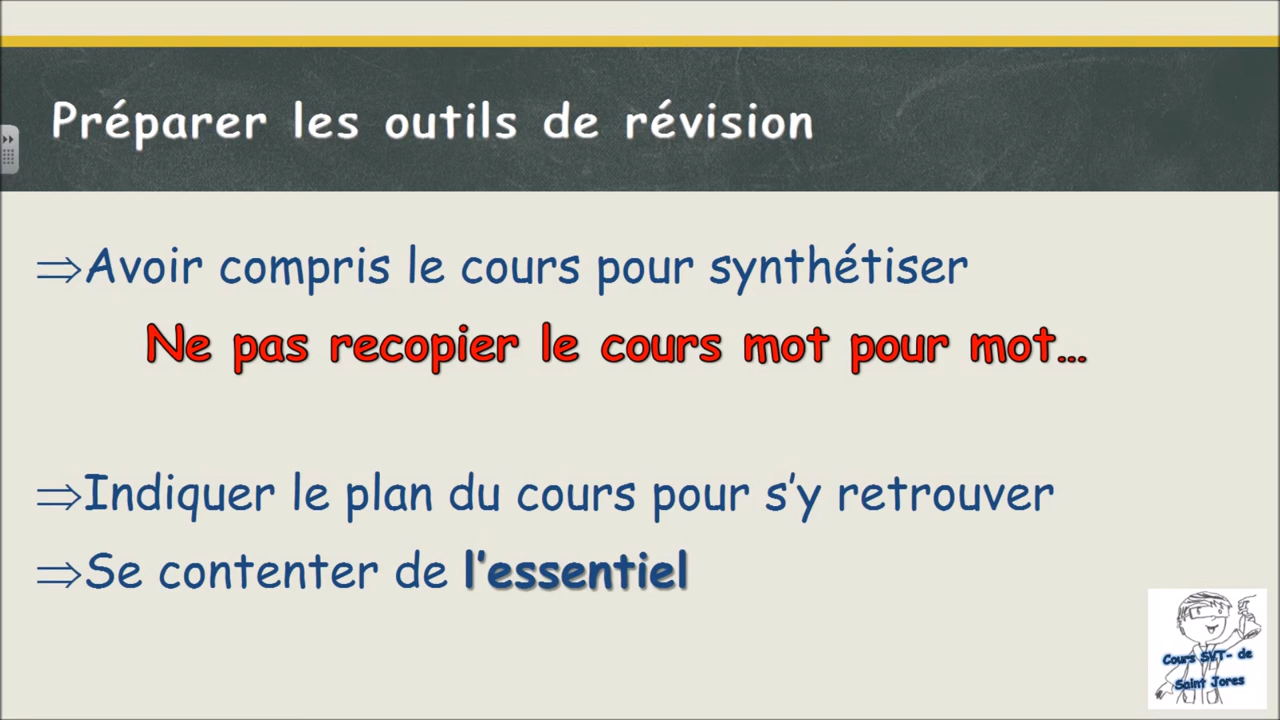 Préparer les outils de révision
⇒Avoir compris le cours pour synthétiser
Ne pas recopier le cours mot pour mot...
⇒Indiquer le plan du cours pour s’y retrouver
⇒Se contenter de l’essentiel
Cours SVT- de
Saint Jores